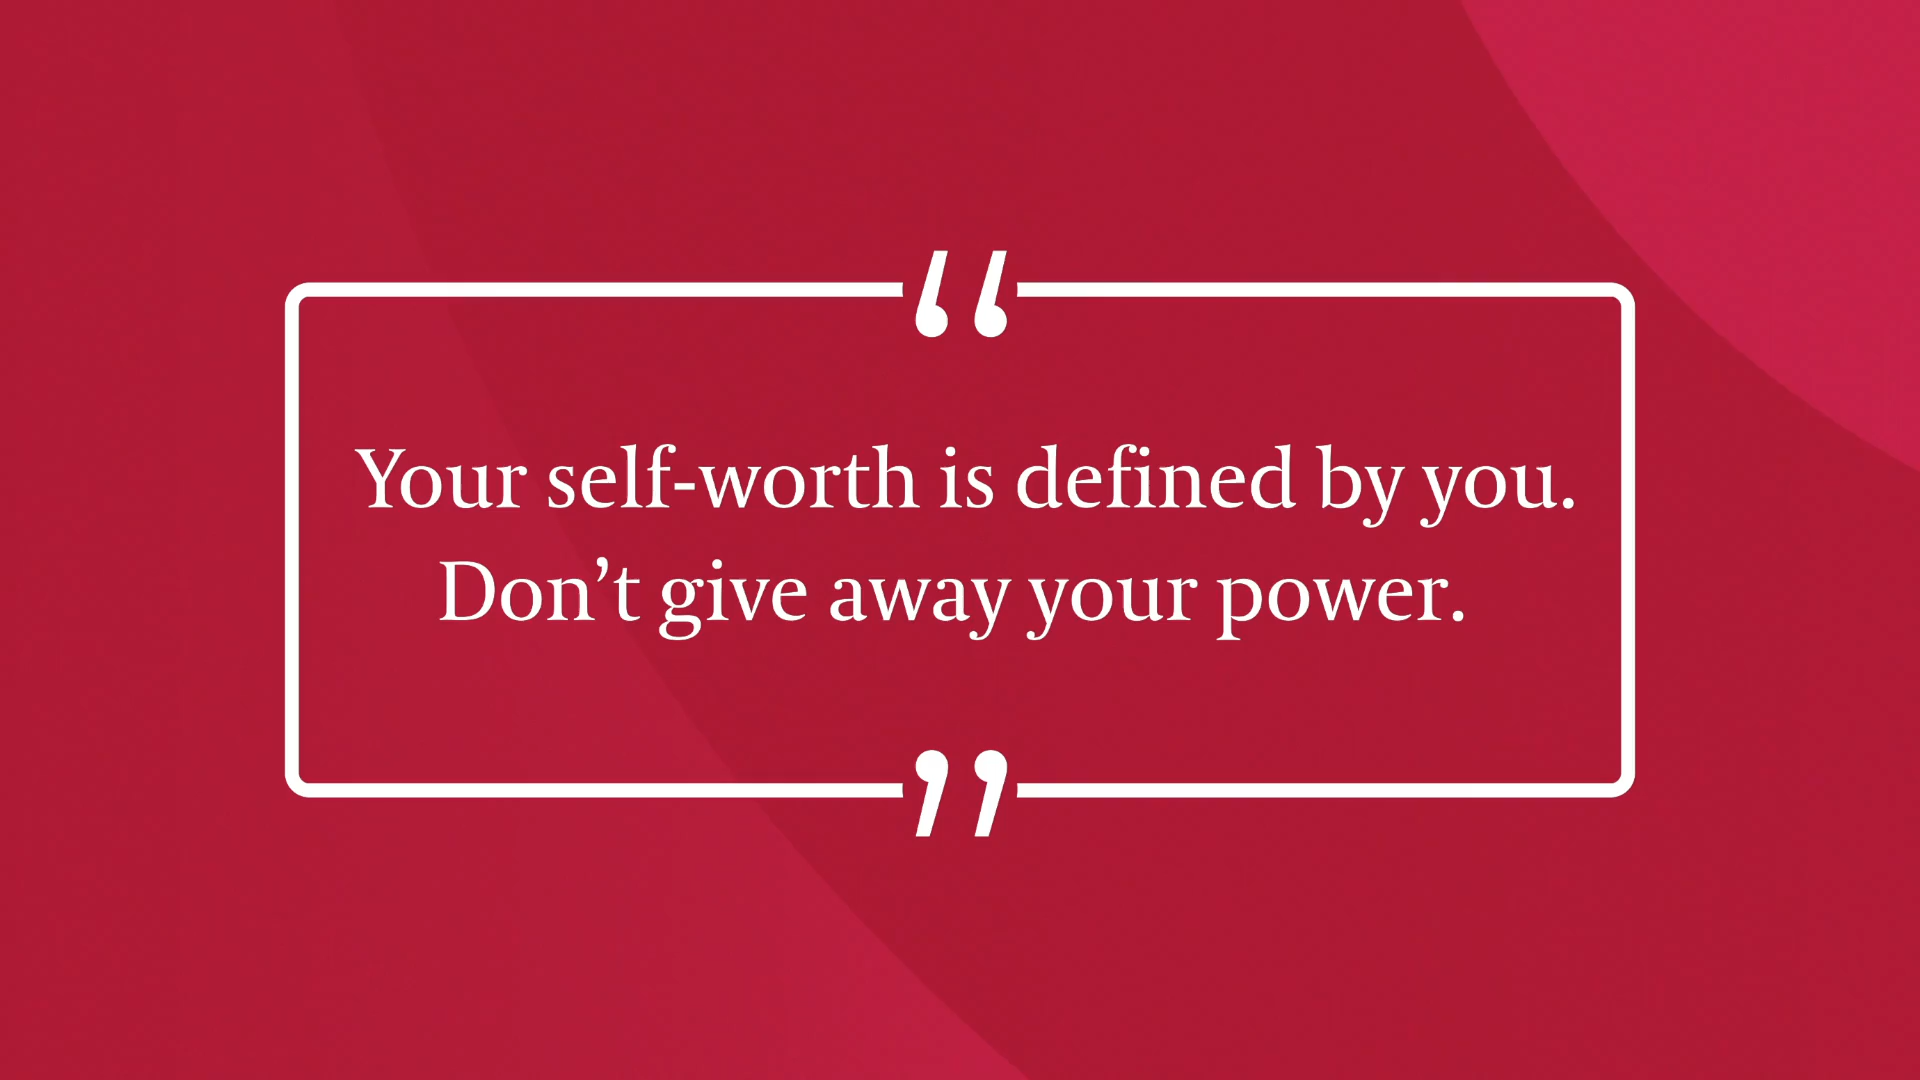 “
Your self-worth is defined by you.
Don’t give away your power.
”